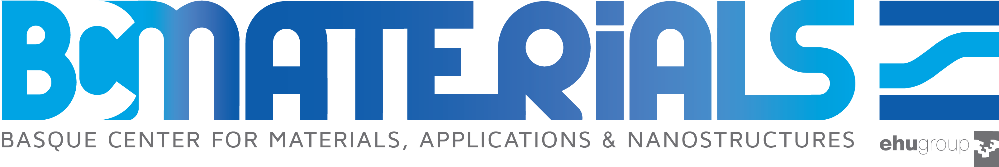 BCMATERiALS
BASQUE CENTER FOR MATERIALS, APPLICATIONS & NANOSTRUCTURES
ehugroup